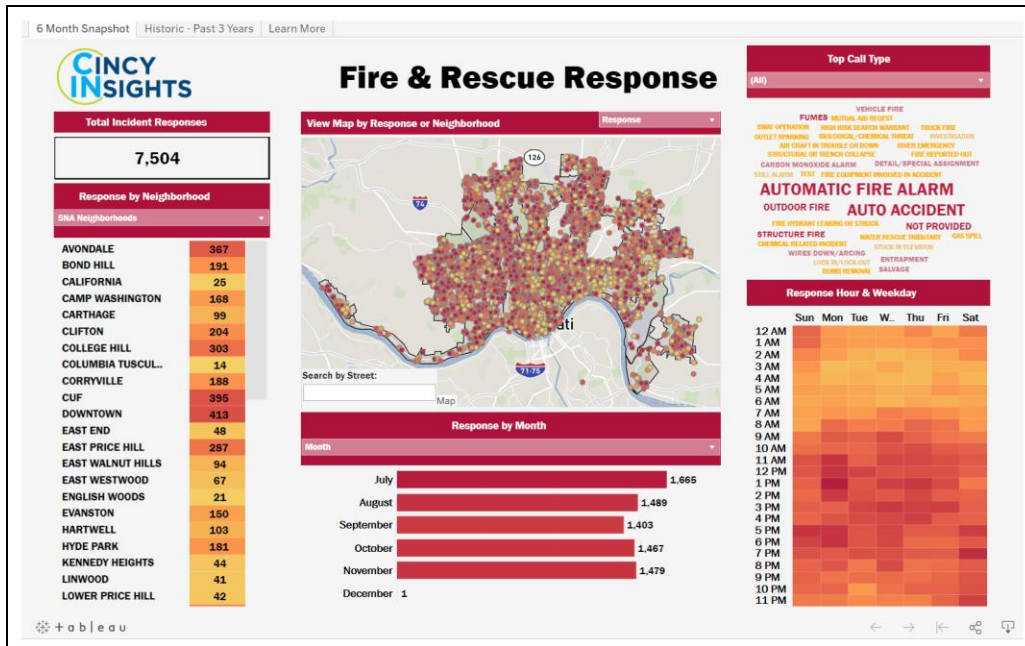 6 Month Snapshot Historic - Past 3 Years Learn More
CINCY
INSIGHTS
Fire & Rescue Response
Total Incident Responses
7,504
Response by Neighborhood
SNA Neighborhoods
AVONDALE 367
BOND HILL 191
CALIFORNIA 25
CAMP WASHINGTON 168
CARTHAGE 99
CLIFTON 204
COLLEGE HILL 303
COLUMBIA TUSCUL.. 14
CORRYVILLE 188
CUF 395
DOWNTOWN 413
EAST END 48
EAST PRICE HILL 287
EAST WALNUT HILLS 94
EAST WESTWOOD 67
ENGLISH WOODS 21
EVANSTON 150
HARTWELL 103
HYDE PARK 181
KENNEDY HEIGHTS 44
LINWOOD 41
LOWER PRICE HILL 42
View Map by Response or Neighborhood Response
126
74
ati
71-75
Search by Street:
Map
Response by Month
Month
July 1,665
August 1,489
September 1,403
October 1,467
November 1,479
December 1
Top Call Type
(All)
VEHICLE FIRE
FUMES MUTUAL AID REQEST
SWAT OPERATION HIGH RISK SEARCH WARRANT TRUCK FIRE
OUTLET SPARKING BIOLOGICAL/CHEMICAL THREAT INVESTIGATION
AIR CRAFT IN TROUBLE OR DOWN RIVER EMERGENCY
STRUCTURAL OR TRENCH COLLAPSE FIRE REPORTED OUT
CARBON MONOXIDE ALARM DETAIL/SPECIAL ASSIGNMENT
STILL ALARM TEST FIRE EQUIPMENT INVOLVED IN ACCIDENT
AUTOMATIC FIRE ALARM
OUTDOOR FIRE AUTO ACCIDENT
FIRE HYDRANT LEAKING OR STRUCK NOT PROVIDED
STRUCTURE FIRE WATER RESCUE TRIBUTARY GAS SPILL
CHEMICAL RELATED INCIDENT STUCK IN ELEVATOR
WIRES DOWN/ARCING ENTRAPMENT
LOCK IN/LOCK OUT
BOMB REMOVAL SALVAGE
Response Hour & Weekday
Sun Mon Tue W.. Thu Fri Sat
12 AM
1 AM
2 AM
3 AM
4 AM
5 AM
6 AM
7 AM
8 AM
9 AM
10 AM
11 AM
12 PM
1 PM
2 PM
3 PM
4 PM
5 PM
6 PM
7 PM
8 PM
9 PM
10 PM
11 PM
+ a b l e a u